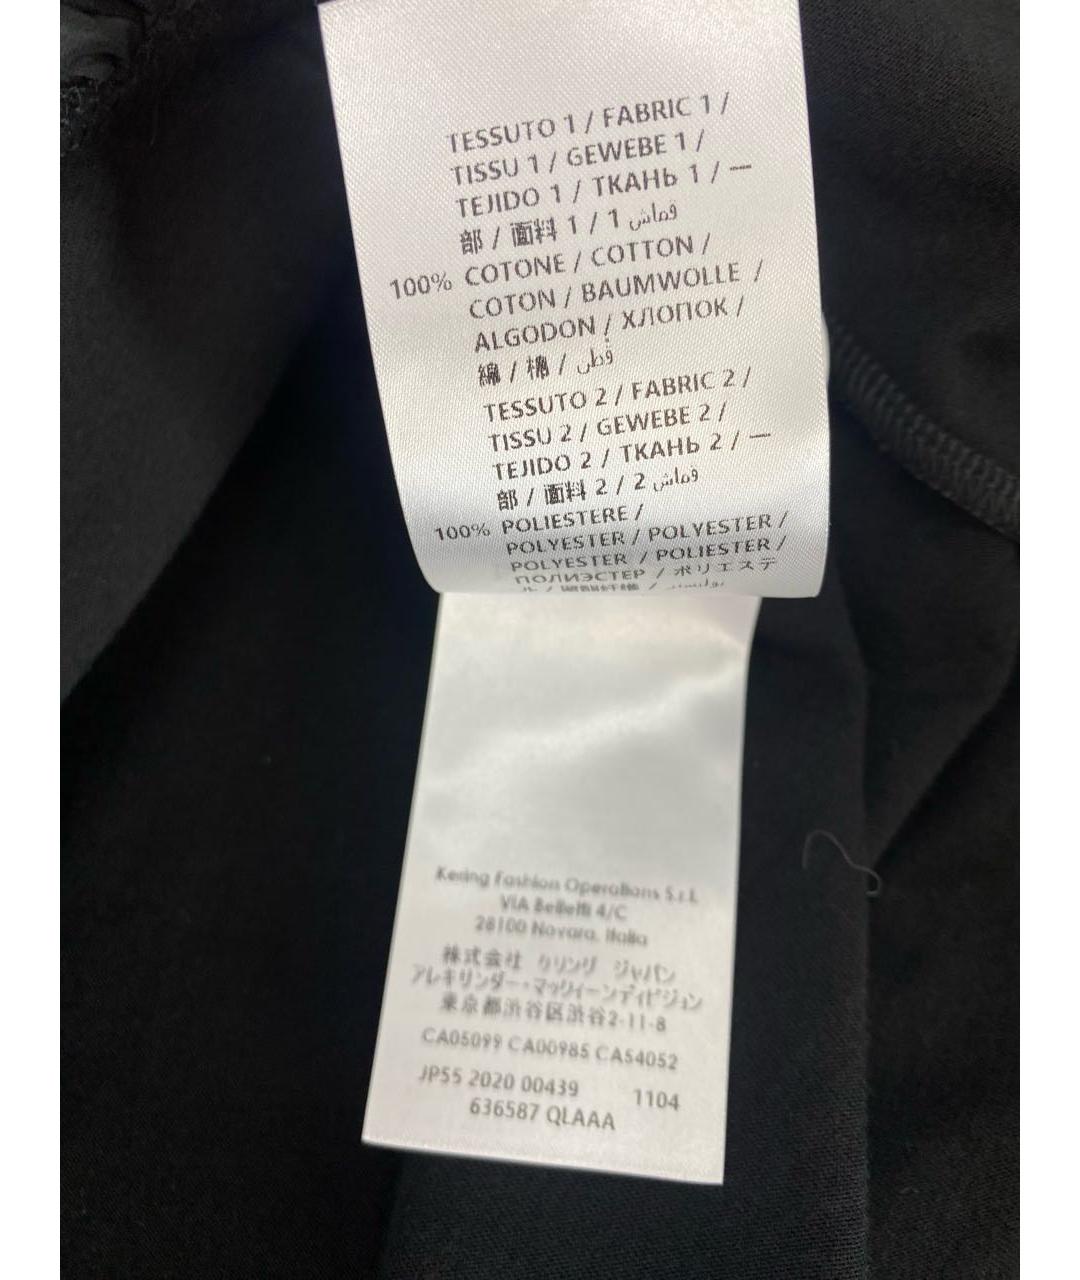 TESSUTO 1 / FABRIC 1 /
TISSU 1 / GEWEBE 1 /
TEJIDO 1 / ТКАНЬ 1 / 一
部 / 面料 1 / 1 قماش
100% COTONE / COTTON /
COTON / BAUMWOLLE /
ALGODON / ХЛОПОК /
綿 / 棉 / قطن
TESSUTO 2 / FABRIC 2 /
TISSU 2 / GEWEBE 2 /
TEJIDO 2 / ТКАНЬ 2 / 一
部 / 面料 2 / 2 قماش
100% POLIESTERE /
POLYESTER / POLYESTER /
POLYESTER / POLIESTER /
ПОЛИЭСТЕР / ポリエステ
ル /
Kering Fashion Operations S.r.L
VIA Belletti 4/C
28100 Novara, Italia
株式会社 ケリング ジャパン
アレキサンダー・マックイーンディビジョン
東京都渋谷区渋谷2-11-8
CA05099 CA00985 CA54052
JP55 2020 00439 1104
636587 QLAAA